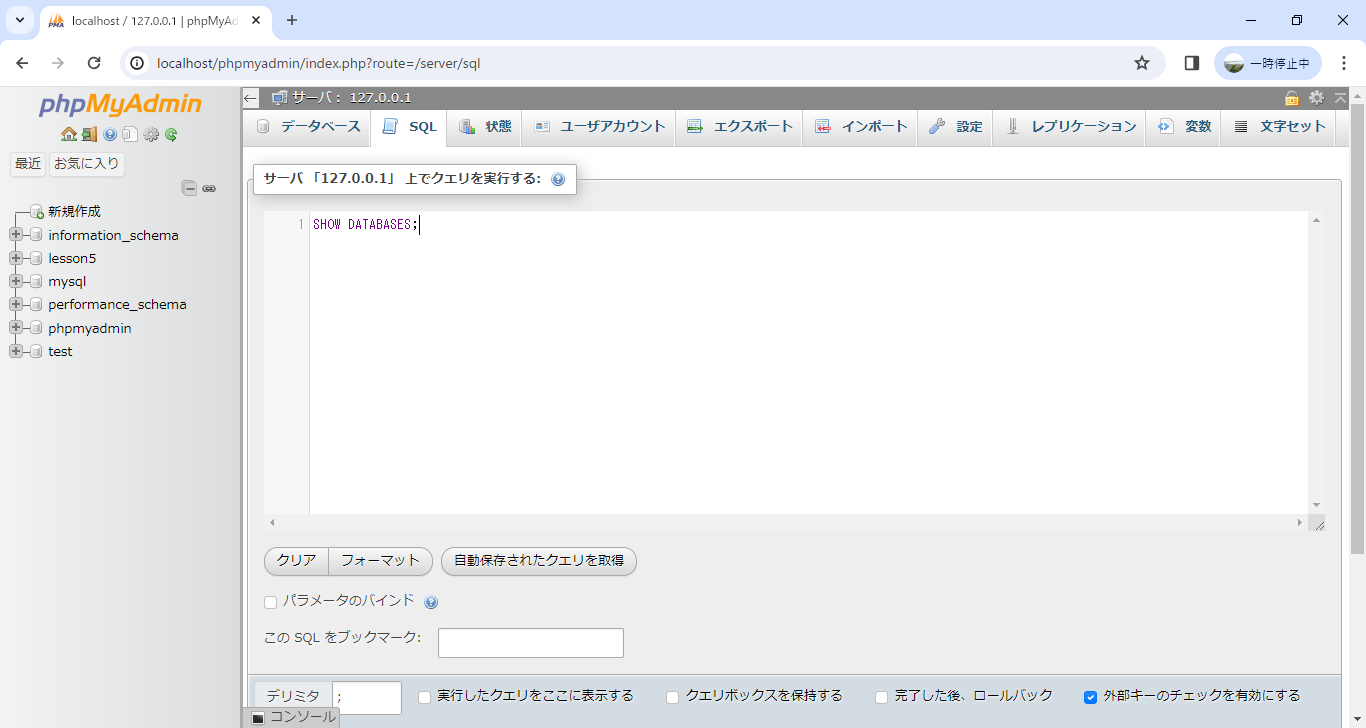 localhost / 127.0.0.1 | phpMyAd
localhost/phpmyadmin/index.php?route=/server/sql
一時停止中
phpMyAdmin
最近 お気に入り
新規作成
information_schema
lesson5
mysql
performance_schema
phpmyadmin
test
サーバ： 127.0.0.1
データベース SQL 状態 ユーザアカウント エクスポート インポート 設定 レプリケーション 変数 文字セット
サーバ 「127.0.0.1」 上でクエリを実行する:
1 SHOW DATABASES;
クリア フォーマット 自動保存されたクエリを取得
パラメータのバインド
この SQL をブックマーク:
デリミタ ; 実行したクエリをここに表示する クエリボックスを保持する 完了した後、ロールバック 外部キーのチェックを有効にする
コンソール